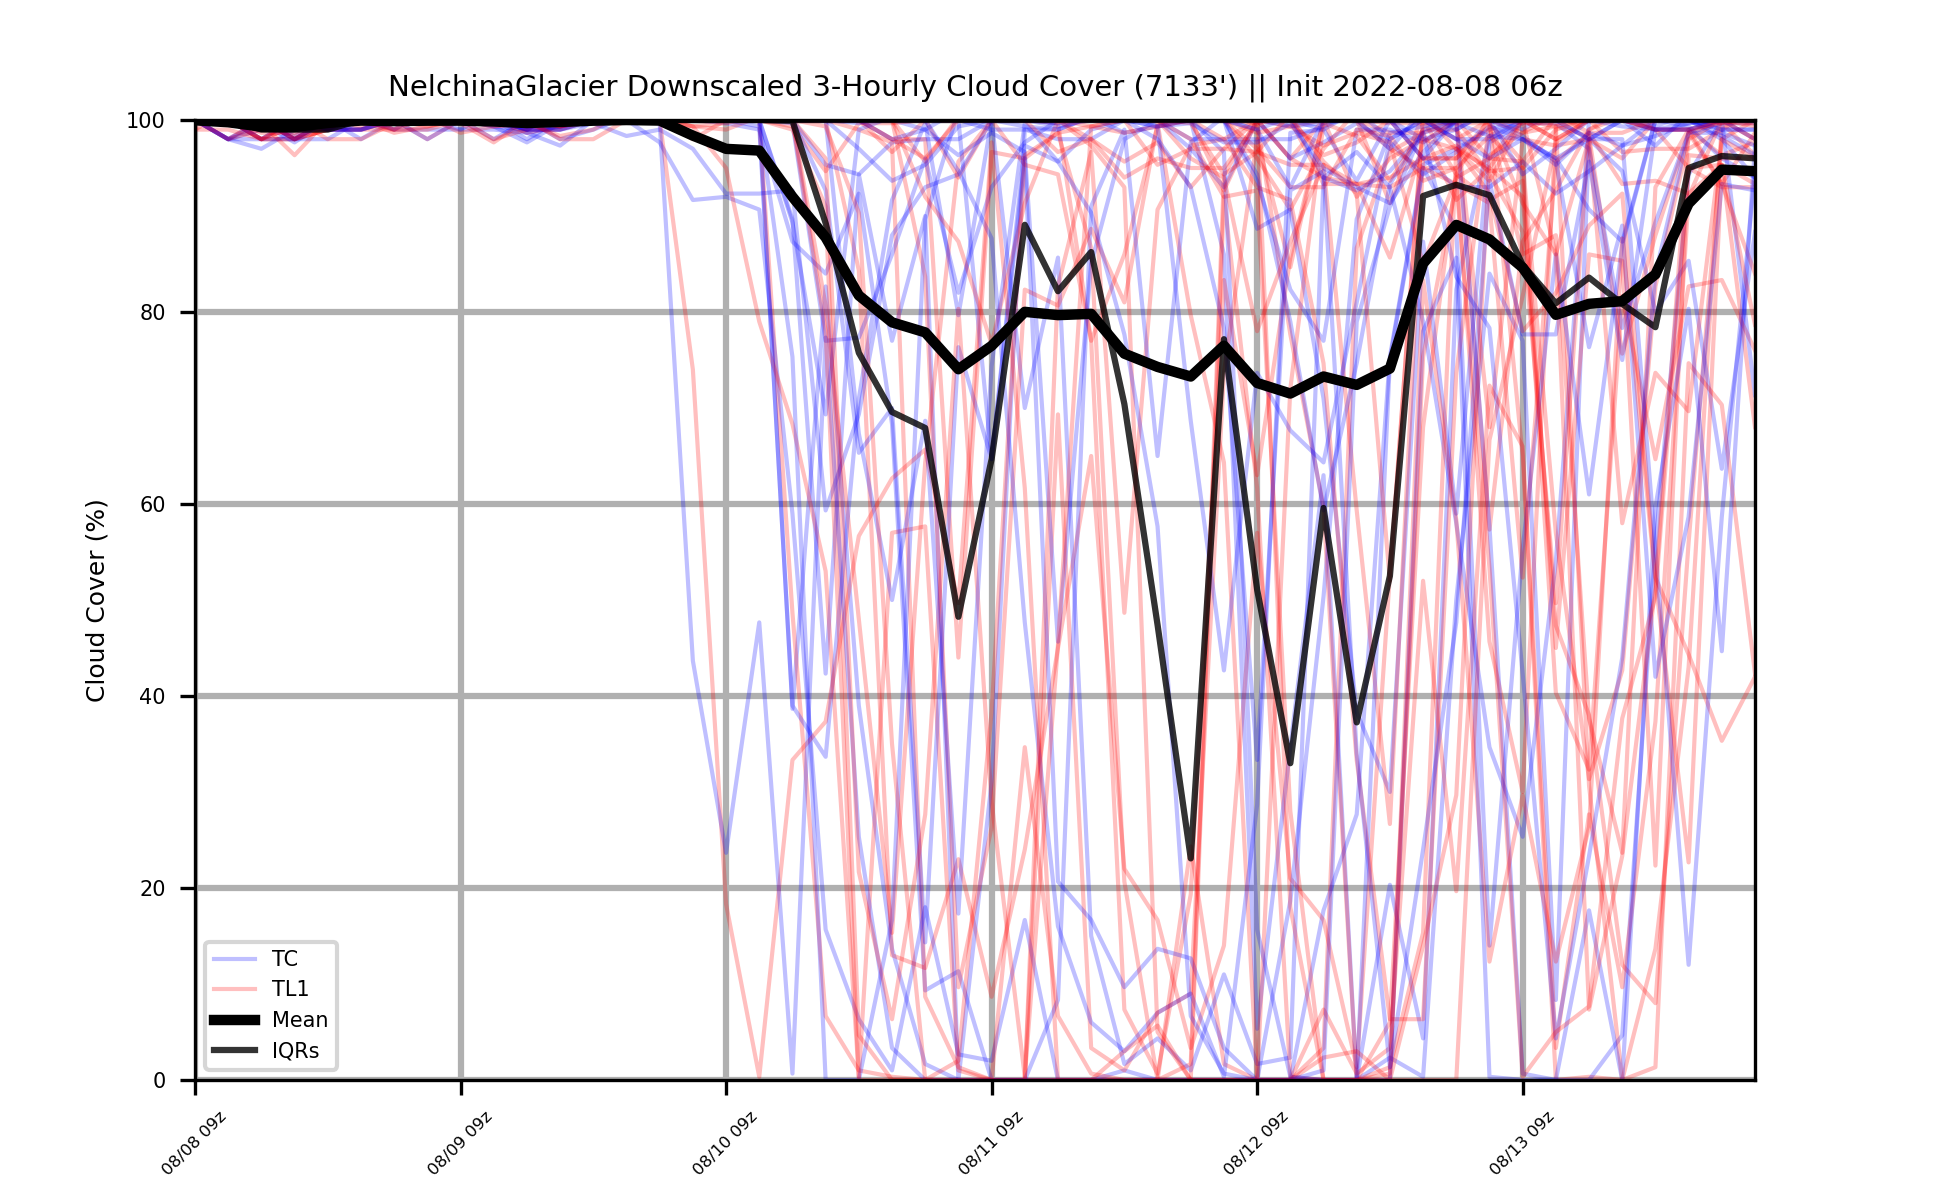 NelchinaGlacier Downscaled 3-Hourly Cloud Cover (7133') || Init 2022-08-08 06z
Cloud Cover (%)
100
80
60
40
20
0
TC
TL1
Mean
IQRs
08/08 09z
08/09 09z
08/10 09z
08/11 09z
08/12 09z
08/13 09z